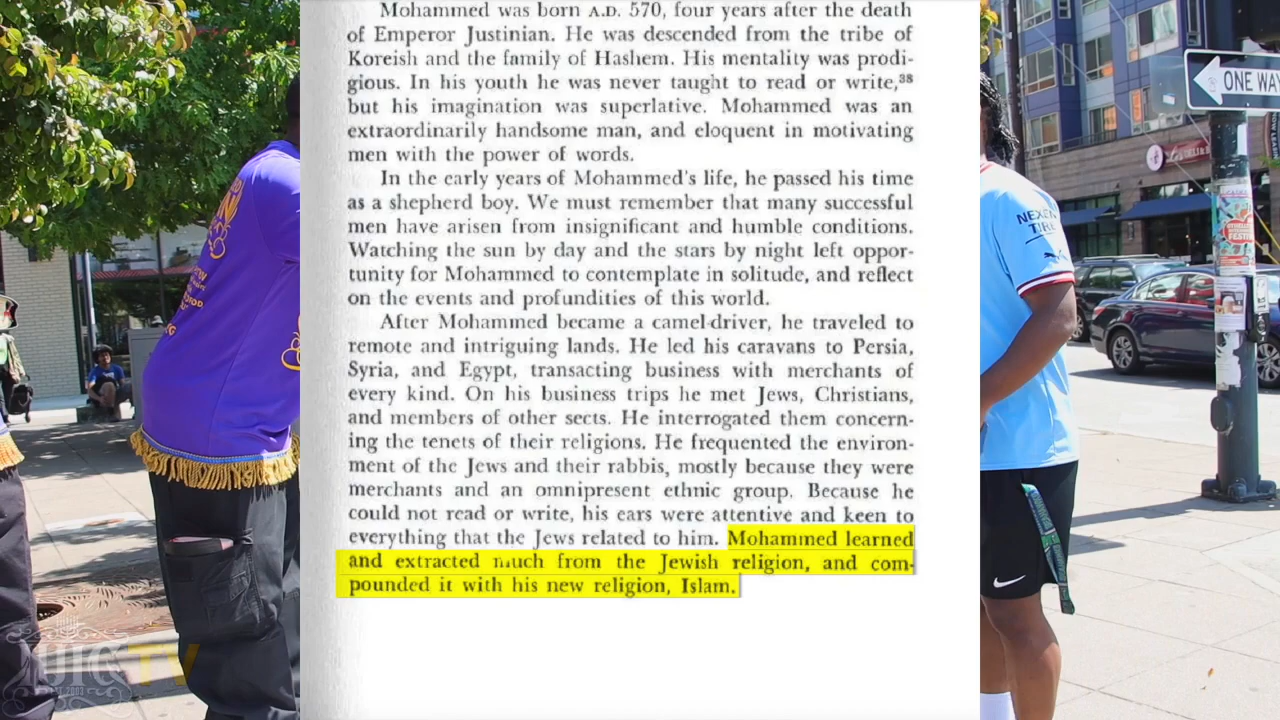 Mohammed was born A.D. 570, four years after the death
of Emperor Justinian. He was descended from the tribe of
Koreish and the family of Hashem. His mentality was prodi-
gious. In his youth he was never taught to read or write,³⁸
but his imagination was superlative. Mohammed was an
extraordinarily handsome man, and eloquent in motivating
men with the power of words.
In the early years of Mohammed's life, he passed his time
as a shepherd boy. We must remember that many successful
men have arisen from insignificant and humble conditions.
Watching the sun by day and the stars by night left oppor-
tunity for Mohammed to contemplate in solitude, and reflect
on the events and profundities of this world.
After Mohammed became a camel-driver, he traveled to
remote and intriguing lands. He led his caravans to Persia,
Syria, and Egypt, transacting business with merchants of
every kind. On his business trips he met Jews, Christians,
and members of other sects. He interrogated them concern-
ing the tenets of their religions. He frequented the environ-
ment of the Jews and their rabbis, mostly because they were
merchants and an omnipresent ethnic group. Because he
could not read or write, his ears were attentive and keen to
everything that the Jews related to him. Mohammed learned
and extracted much from the Jewish religion, and com-
pounded it with his new religion, Islam.
ONE WAY
NEXEN
TIRE
TV